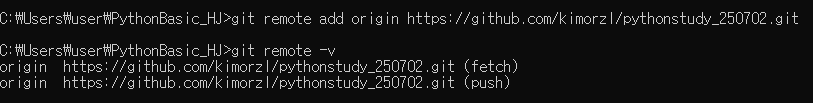 C:₩Users₩user₩PythonBasic_HJ>git remote add origin https://github.com/kimorzl/pythonstudy_250702.git
C:₩Users₩user₩PythonBasic_HJ>git remote -v
origin  https://github.com/kimorzl/pythonstudy_250702.git (fetch)
origin  https://github.com/kimorzl/pythonstudy_250702.git (push)